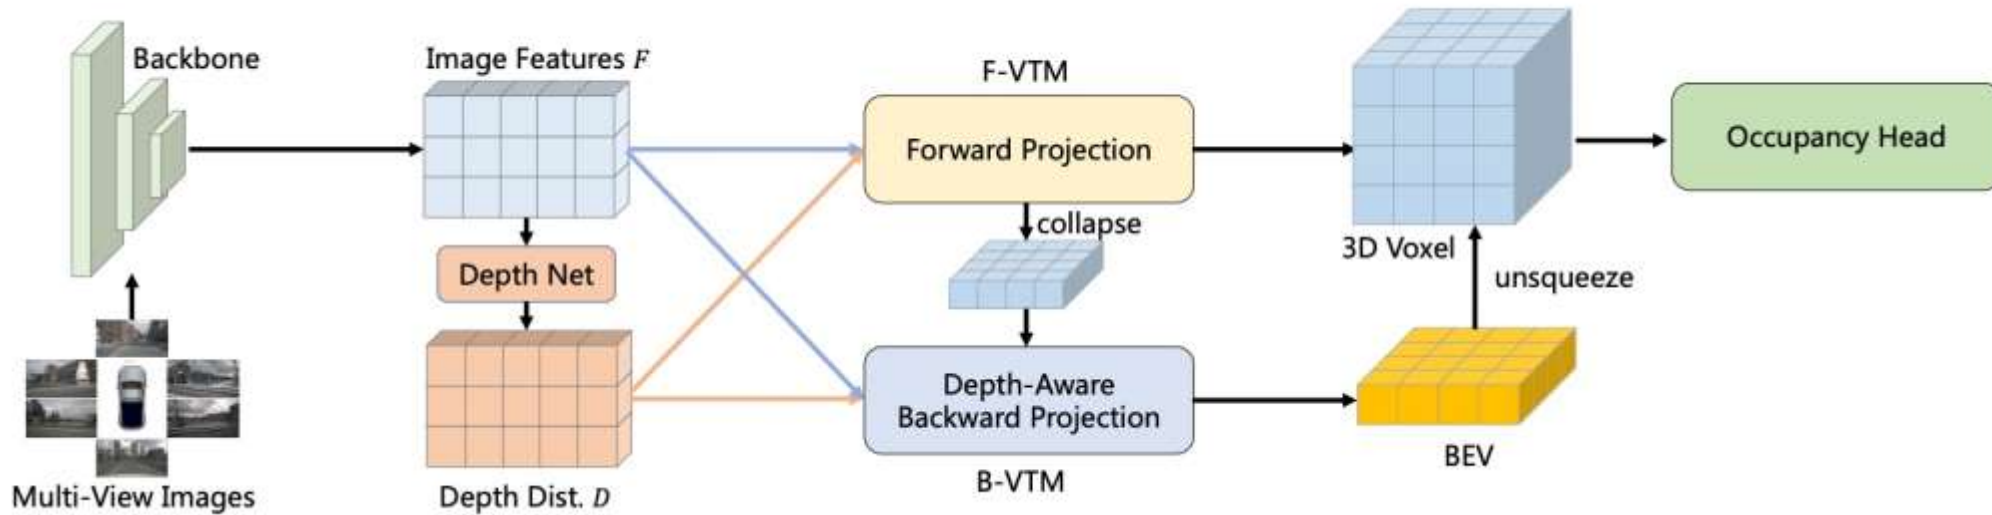 Backbone
Image Features F
F-VTM
Forward Projection
Occupancy Head
collapse
3D Voxel
Depth Net
unsqueeze
Depth-Aware
Backward Projection
BEV
B-VTM
Multi-View Images
Depth Dist. D